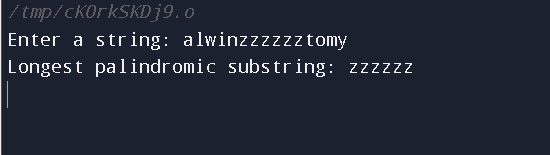 /tmp/cKOrkSKDj9.o
Enter a string: alwinzzzzzztomy
Longest palindromic substring: zzzzzz